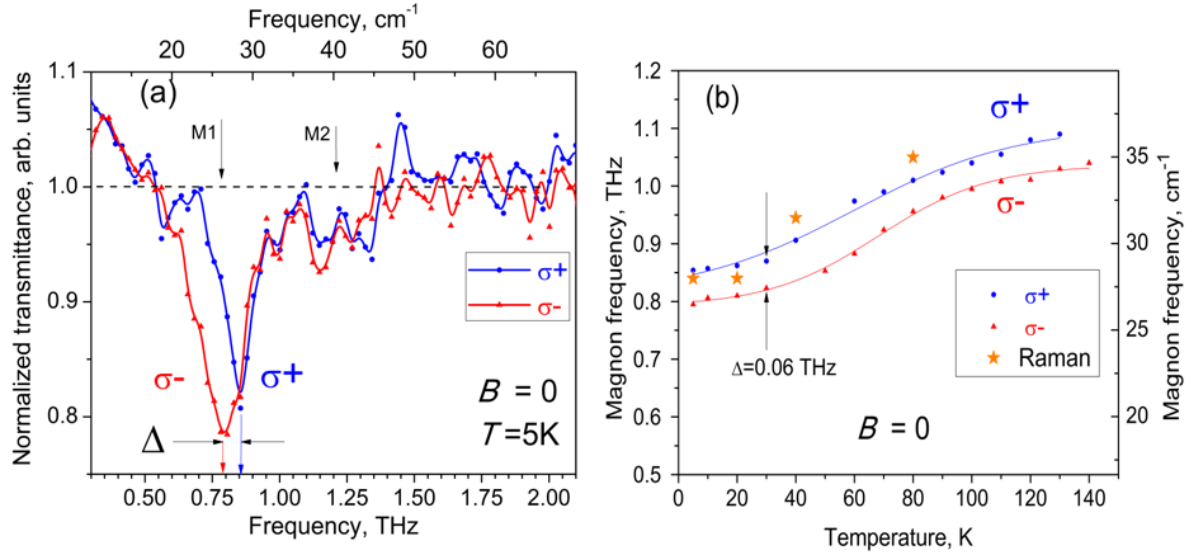 Frequency, cm⁻¹
20 30 40 50 60
(a)
1.1
1.0
0.9
0.8
Normalized transmittance, arb. units
M1
M2
σ+
σ-
σ-
σ+
B = 0
T=5K
Δ
0.50 0.75 1.00 1.25 1.50 1.75 2.00
Frequency, THz
(b)
1.2
1.1
1.0
0.9
0.8
0.7
0.6
0.5
Magnon frequency, THz
σ+
σ-
Δ=0.06 THz
σ+
σ-
Raman
B = 0
35
30
25
20
Magnon frequency, cm⁻¹
0 20 40 60 80 100 120 140
Temperature, K